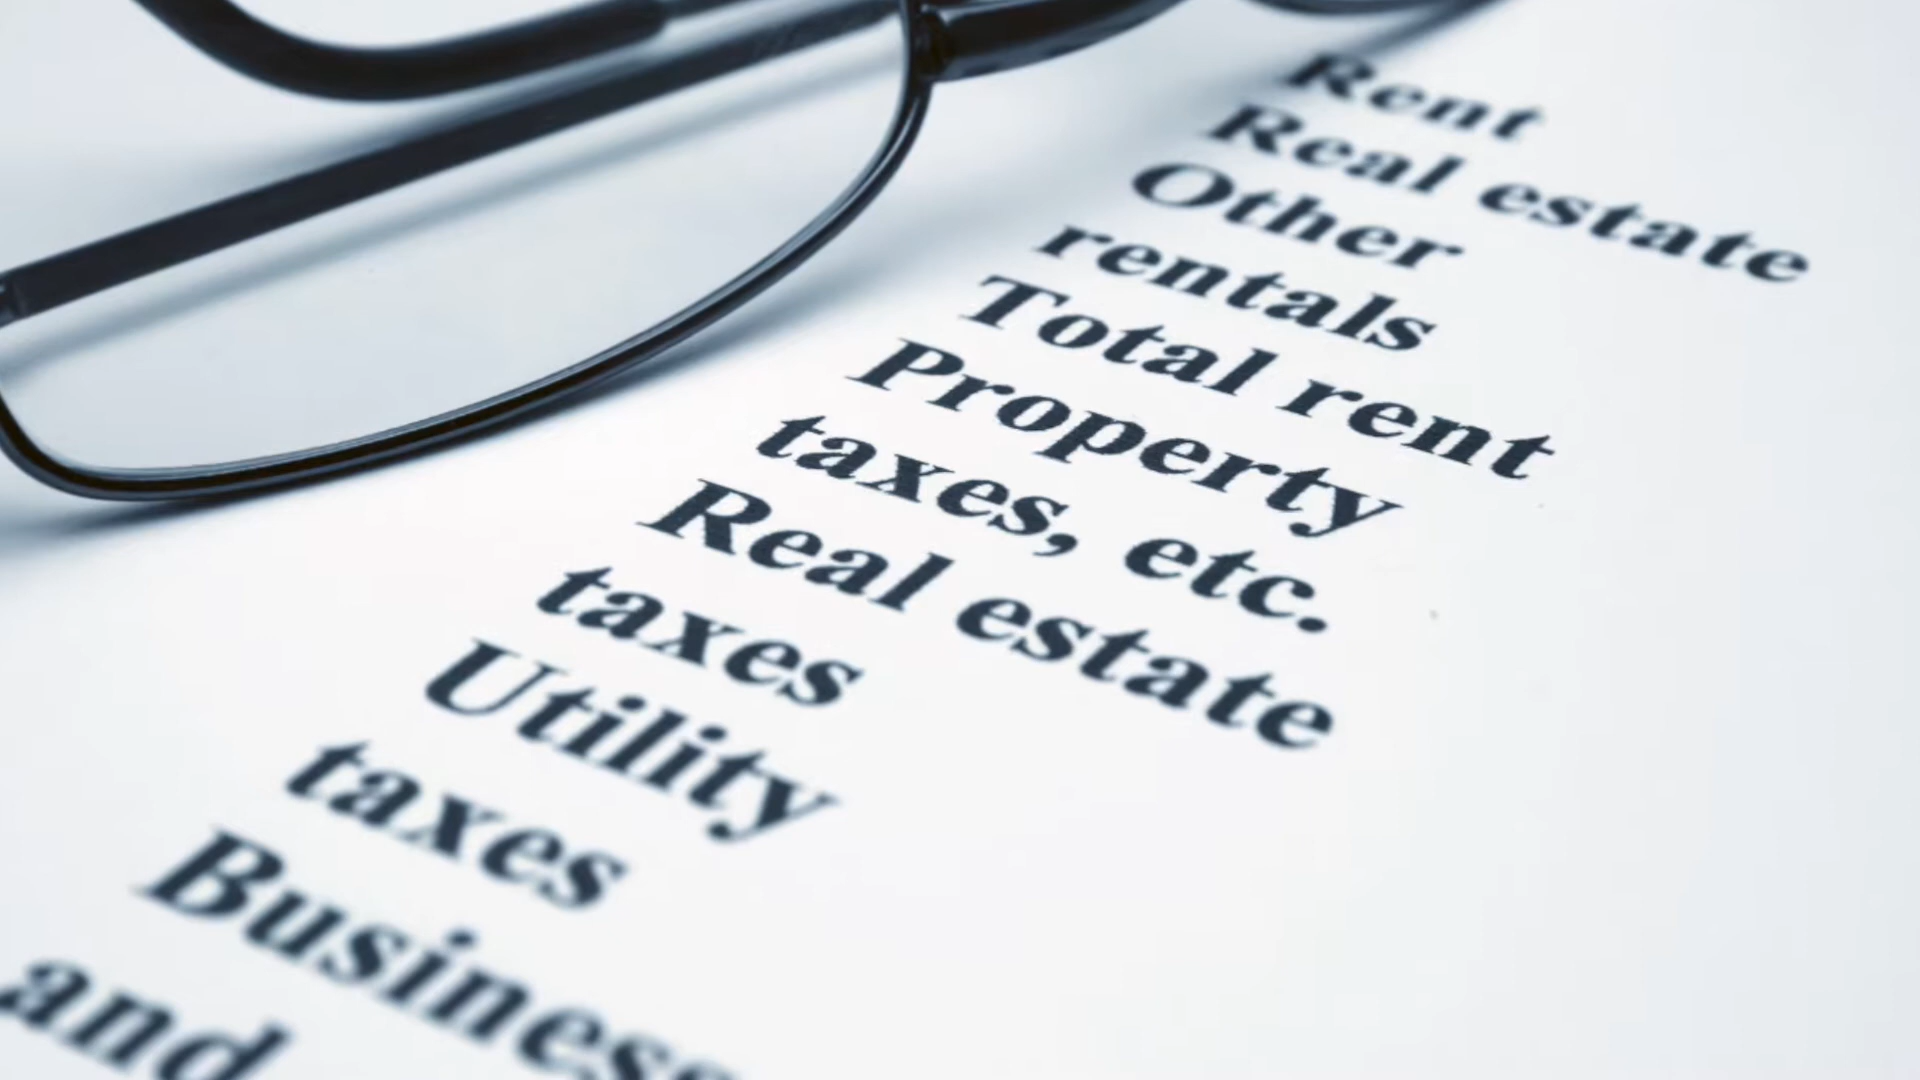 Rent
Real estate
Other
rentals
Total rent
Property
taxes, etc.
Real estate
taxes
Utility
taxes
Business
and